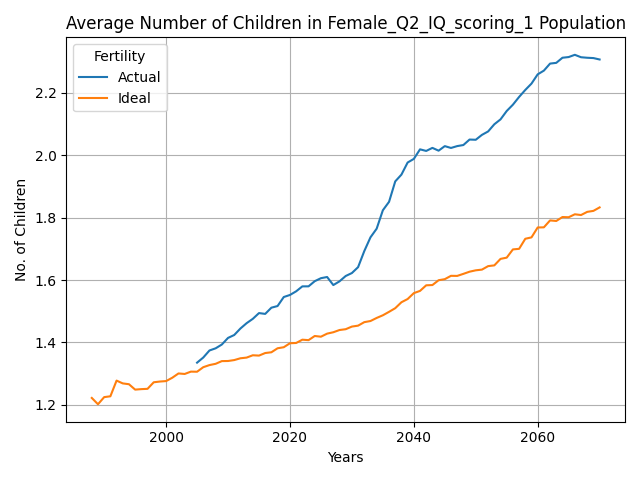 Average Number of Children in Female_Q2_IQ_scoring_1 Population
Fertility
Actual
Ideal
No. of Children
2.2
2.0
1.8
1.6
1.4
1.2
2000 2020 2040 2060
Years